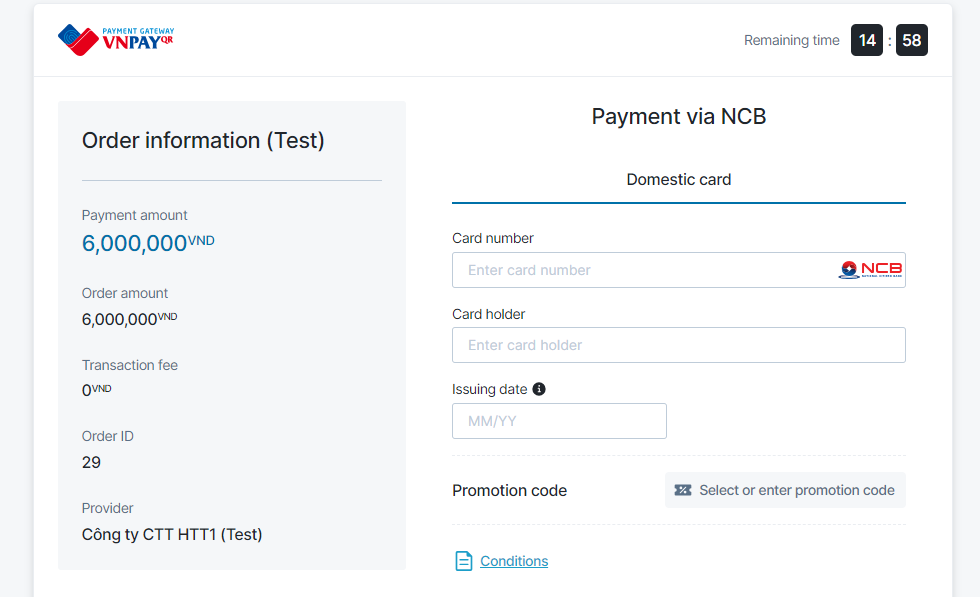 PAYMENT GATEWAY
VNPAYQR
Remaining time 14 : 58
Order information (Test)
Payment amount
6,000,000VND
Order amount
6,000,000VND
Transaction fee
0VND
Order ID
29
Provider
Công ty CTT HTT1 (Test)
Payment via NCB
Domestic card
Card number
Enter card number
NCB
Card holder
Enter card holder
Issuing date
MM/YY
Promotion code
Select or enter promotion code
Conditions